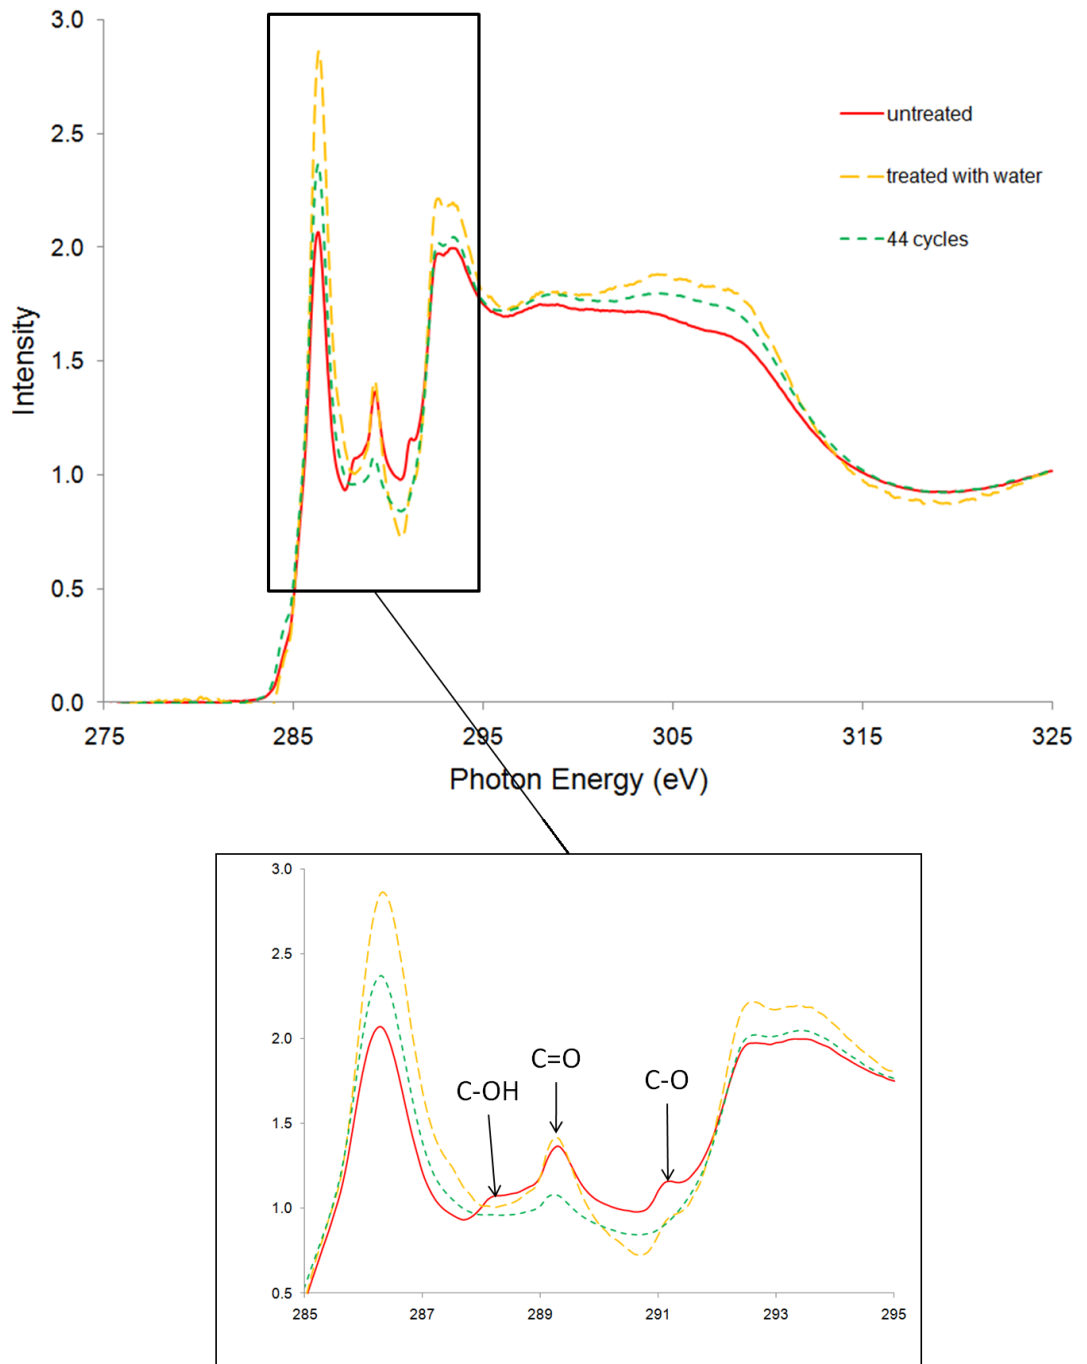 3.0
2.5
2.0
1.5
1.0
0.5
0.0
Intensity
untreated
treated with water
44 cycles
275 285 295 305 315 325
Photon Energy (eV)
3.0
2.5
2.0
1.5
1.0
0.5
C-OH
C=O
C-O
285 287 289 291 293 295